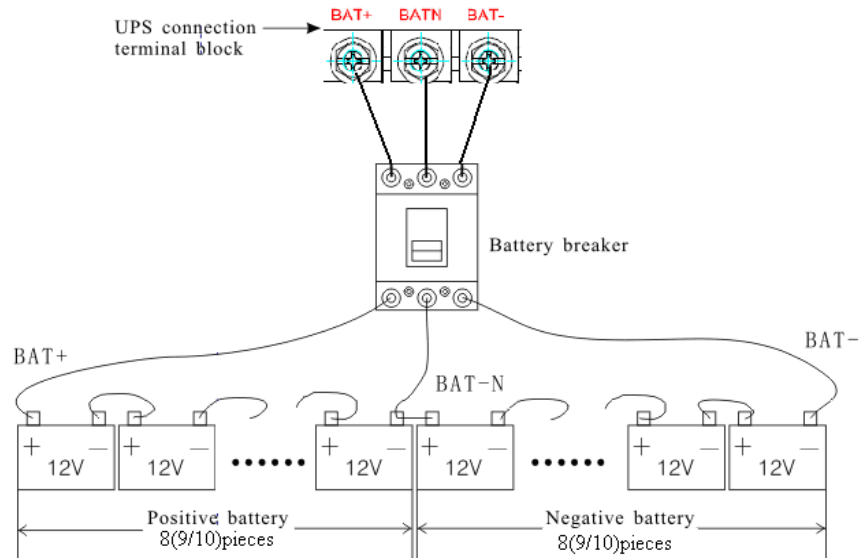 BAT+ BATN BAT-
UPS connection
terminal block
Battery breaker
BAT+
BAT-
BAT-N
+ — + — + — + — + — + —
12V 12V 12V 12V 12V 12V
Positive battery
8(9/10)pieces
Negative battery
8(9/10)pieces